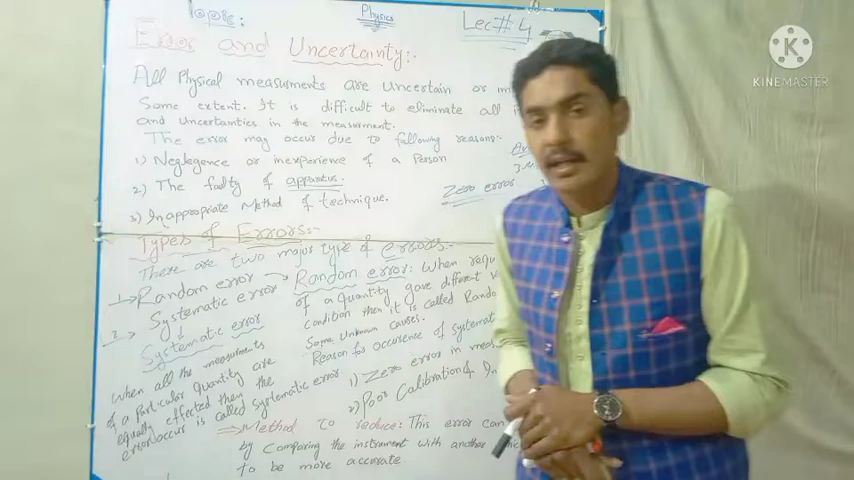 Topic:
Physics
Lec # 4
Error and Uncertainty:
All Physical measurments are uncertain or
Some extent. It is difficult to eliminate all
and uncertainties in the measurment.
The error may occur due to following reasons:
1) Neglegence or inexperience of a Person
2) The faulty of apparatus.
3) Inappropriate Method of technique.
Zero error
Types of Errors:-
There are two major type of errors:-
1 → Random error
2 → Systematic error
Random error: When
of a quantity gave different
condition then it is called
Some Unknown causes.
Systematic error
When all the measurments
of a Particular Quantity are
equally effected then the
error occur is called Systematic error.
Reason for occurence of
1) Zero error in
2) Poor Calibration of
⇒ Method To reduce: This error
by Comparing the instrument with another
to be more accurate.
K
KINEMASTER